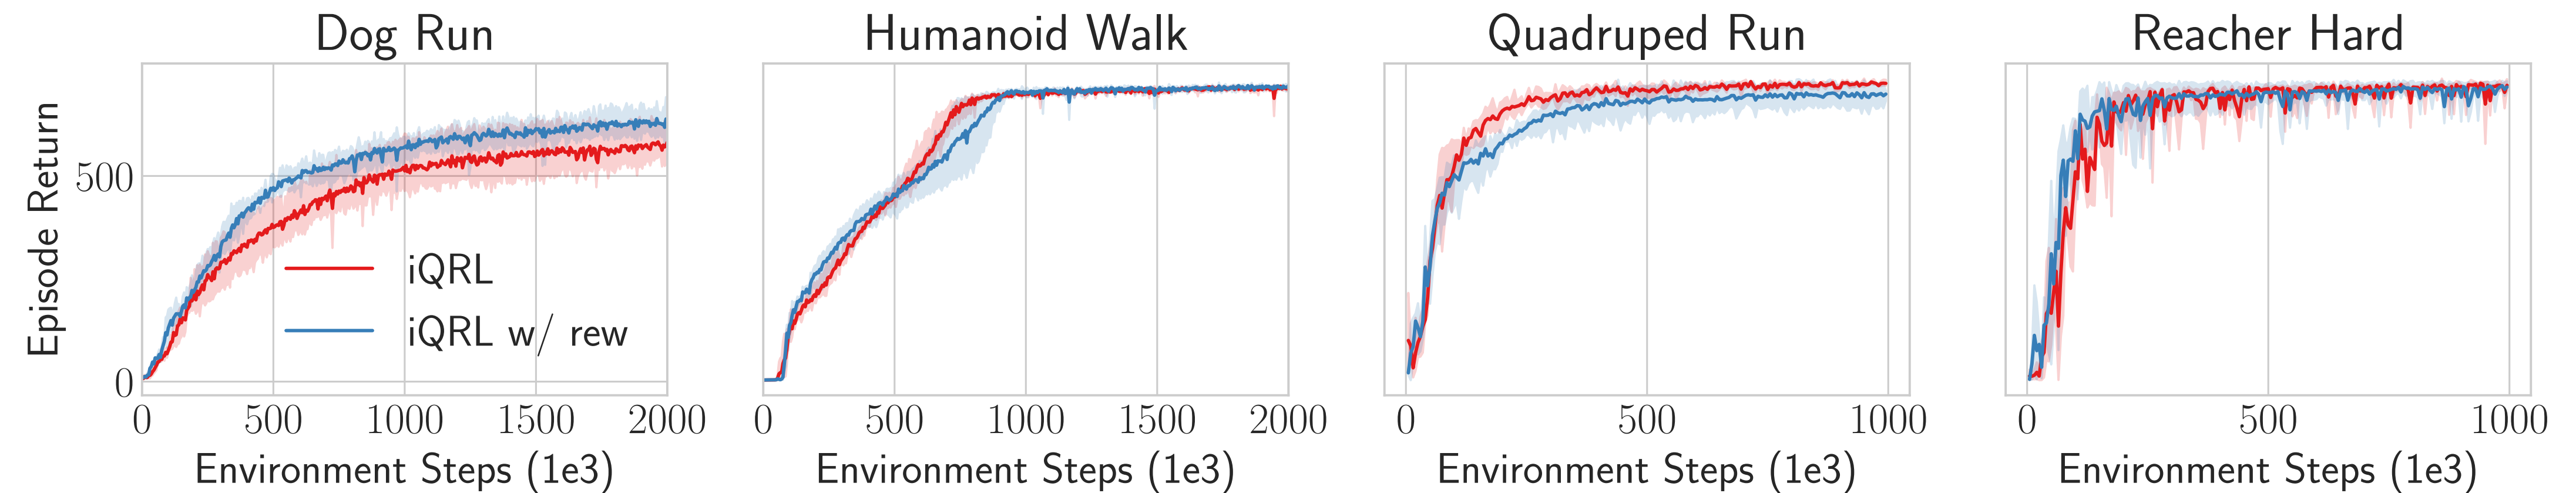 Dog Run
Humanoid Walk
Quadruped Run
Reacher Hard
Episode Return
500
0
iQRL
iQRL w/ rew
0 500 1000 1500 2000
0 500 1000 1500 2000
0 500 1000
0 500 1000
Environment Steps (1e3)
Environment Steps (1e3)
Environment Steps (1e3)
Environment Steps (1e3)